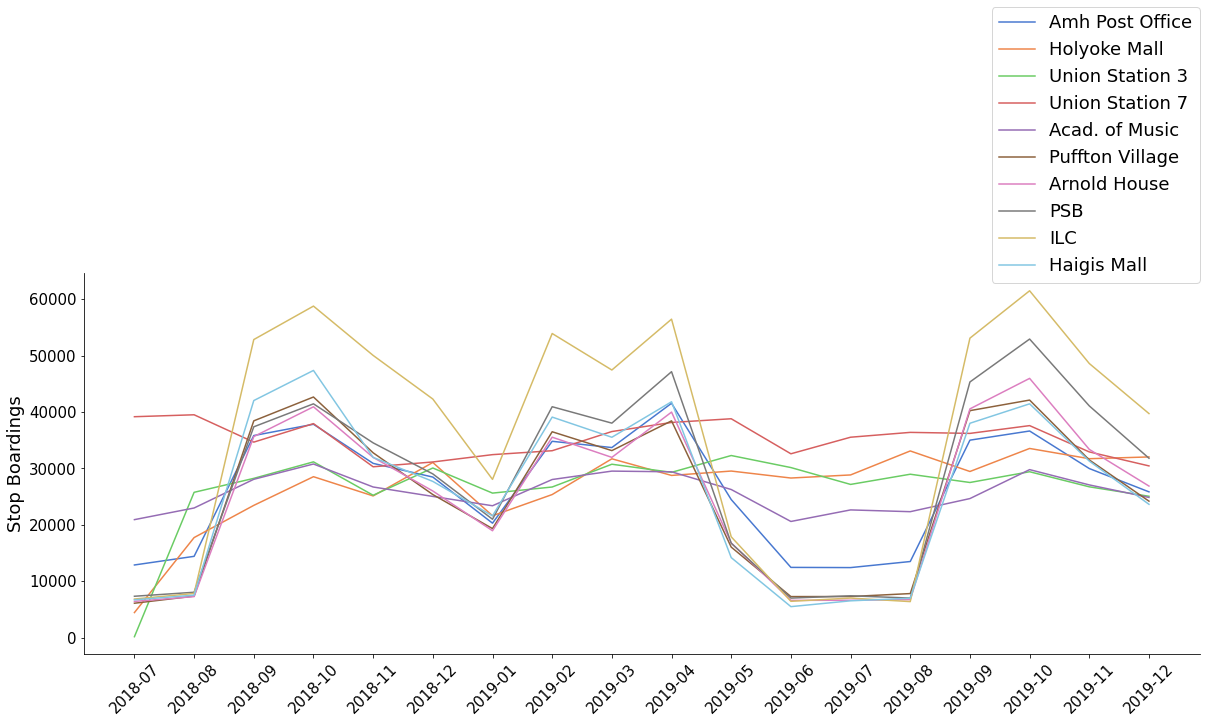 Amh Post Office
Holyoke Mall
Union Station 3
Union Station 7
Acad. of Music
Puffton Village
Arnold House
PSB
ILC
Haigis Mall
Stop Boardings
60000
50000
40000
30000
20000
10000
0
2018-07
2018-08
2018-09
2018-10
2018-11
2018-12
2019-01
2019-02
2019-03
2019-04
2019-05
2019-06
2019-07
2019-08
2019-09
2019-10
2019-11
2019-12